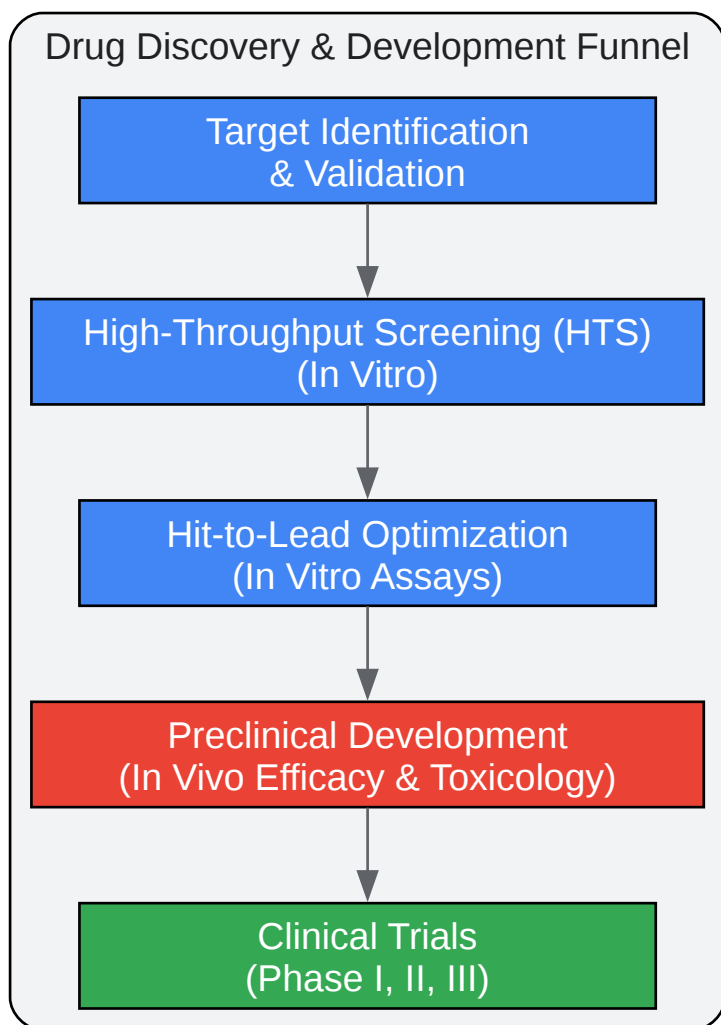 Drug Discovery & Development Funnel
Target Identification
& Validation
High-Throughput Screening (HTS)
(In Vitro)
Hit-to-Lead Optimization
(In Vitro Assays)
Preclinical Development
(In Vivo Efficacy & Toxicology)
Clinical Trials
(Phase I, II, III)